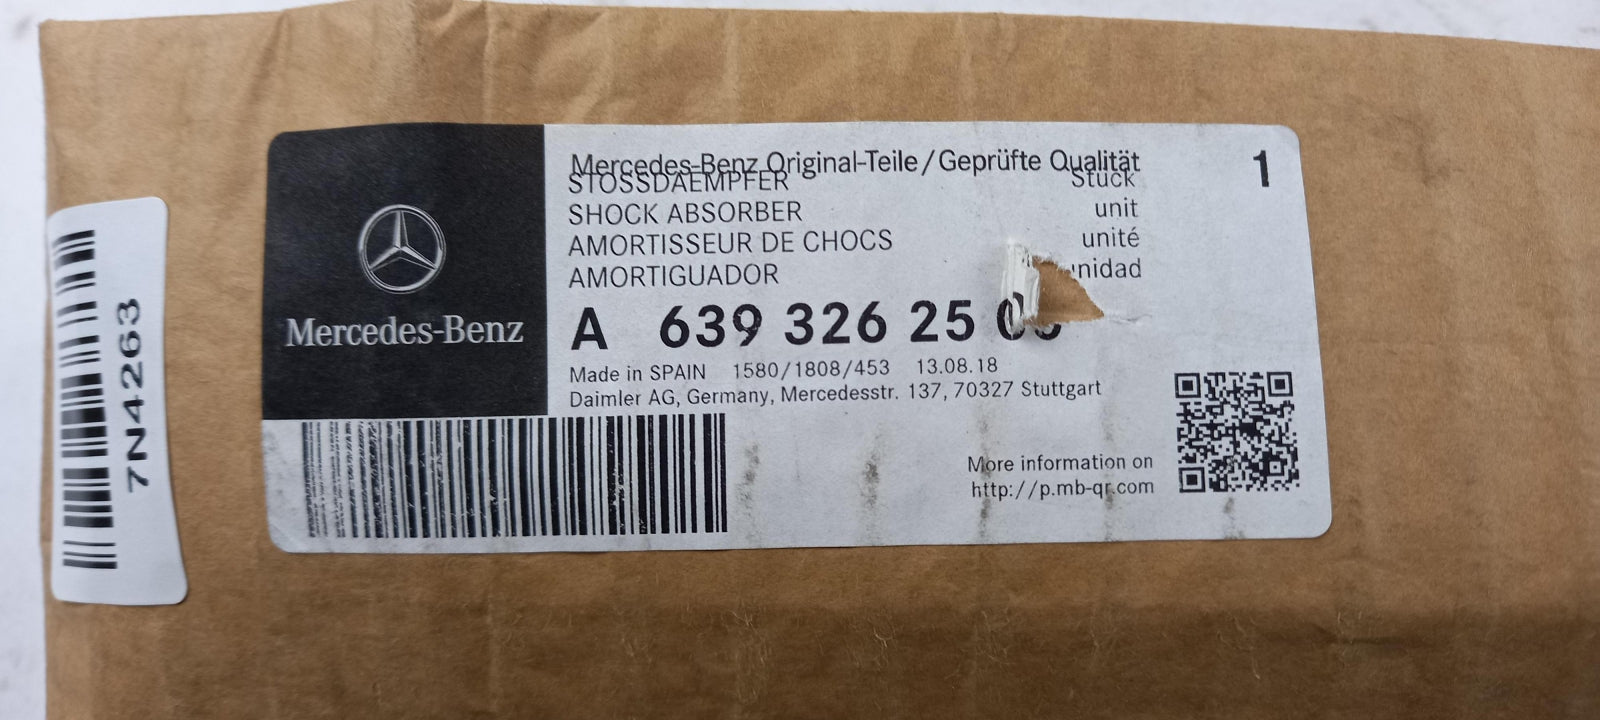 7N4263
Mercedes-Benz
Mercedes-Benz Original-Teile/Geprüfte Qualität 1
STOSSDAEMPFER Stück
SHOCK ABSORBER unit
AMORTISSEUR DE CHOCS unité
AMORTIGUADOR
A 639 326 25
Made in SPAIN 1580/1808/453 13.08.18
Daimler AG, Germany, Mercedesstr. 137, 70327 Stuttgart
More information on
http://p.mb-qr.com